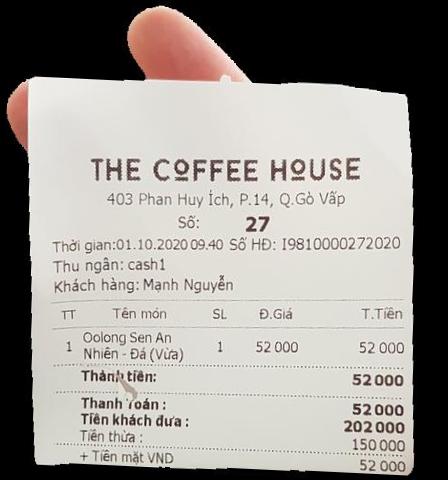 THE COFFEE HOUSE
403 Phan Huy Ích, P.14, Q.Gò Vấp
Số: 27
Thời gian:01.10.2020 09.40 Số HĐ: I9810000272020
Thu ngân: cash1
Khách hàng: Mạnh Nguyễn
TT Tên món SL Đ.Giá T.Tiền
1 Oolong Sen An Nhiên - Đá (Vừa) 1 52 000 52 000
Thành tiền: 52 000
Thanh Toán : 52 000
Tiền khách đưa : 202 000
Tiền thừa : 150 000
+ Tiền mặt VND 52 000